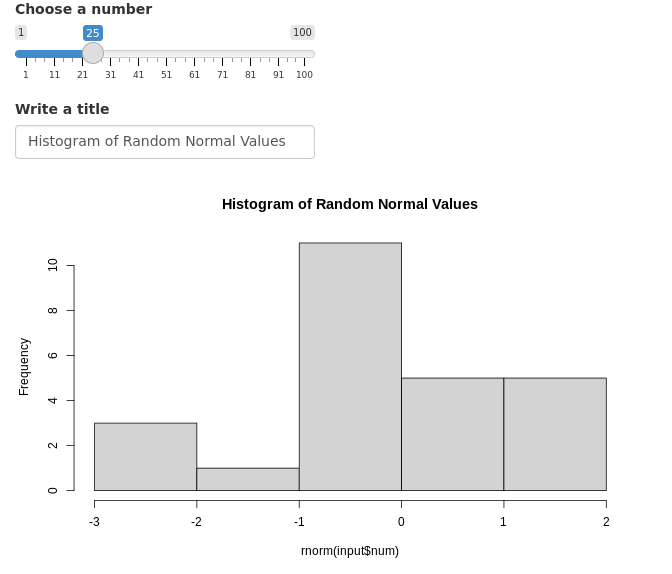 Choose a number
1 25 100
1 11 21 31 41 51 61 71 81 91 100
Write a title
Histogram of Random Normal Values
Histogram of Random Normal Values
10
8
6
4
2
0
Frequency
-3 -2 -1 0 1 2
rnorm(input$num)